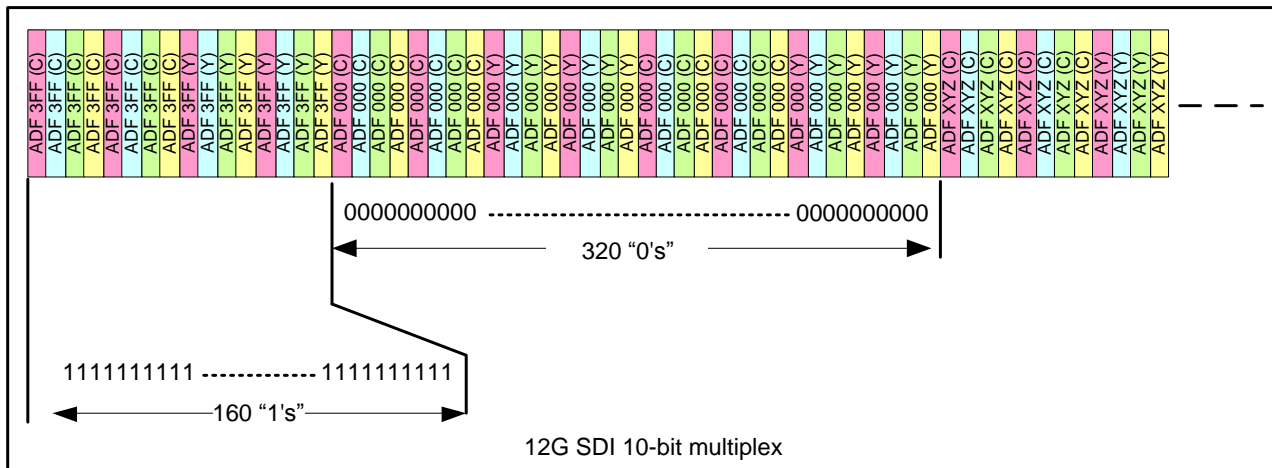 ADF 3FF (C)
ADF 3FF (C)
ADF 3FF (C)
ADF 3FF (C)
ADF 3FF (C)
ADF 3FF (C)
ADF 3FF (C)
ADF 3FF (C)
ADF 3FF (Y)
ADF 3FF (Y)
ADF 3FF (Y)
ADF 3FF (Y)
ADF 3FF (Y)
ADF 3FF (Y)
ADF 3FF (Y)
ADF 3FF (Y)
ADF 000 (C)
ADF 000 (C)
ADF 000 (C)
ADF 000 (C)
ADF 000 (C)
ADF 000 (C)
ADF 000 (C)
ADF 000 (C)
ADF 000 (Y)
ADF 000 (Y)
ADF 000 (Y)
ADF 000 (Y)
ADF 000 (Y)
ADF 000 (Y)
ADF 000 (Y)
ADF 000 (Y)
ADF 000 (C)
ADF 000 (C)
ADF 000 (C)
ADF 000 (C)
ADF 000 (C)
ADF 000 (C)
ADF 000 (C)
ADF 000 (C)
ADF 000 (Y)
ADF 000 (Y)
ADF 000 (Y)
ADF 000 (Y)
ADF 000 (Y)
ADF 000 (Y)
ADF 000 (Y)
ADF 000 (Y)
ADF XYZ (C)
ADF XYZ (C)
ADF XYZ (C)
ADF XYZ (C)
ADF XYZ (C)
ADF XYZ (C)
ADF XYZ (C)
ADF XYZ (C)
ADF XYZ (Y)
ADF XYZ (Y)
ADF XYZ (Y)
ADF XYZ (Y)
0000000000 0000000000
320 “0's”
1111111111 1111111111
160 “1's”
12G SDI 10-bit multiplex